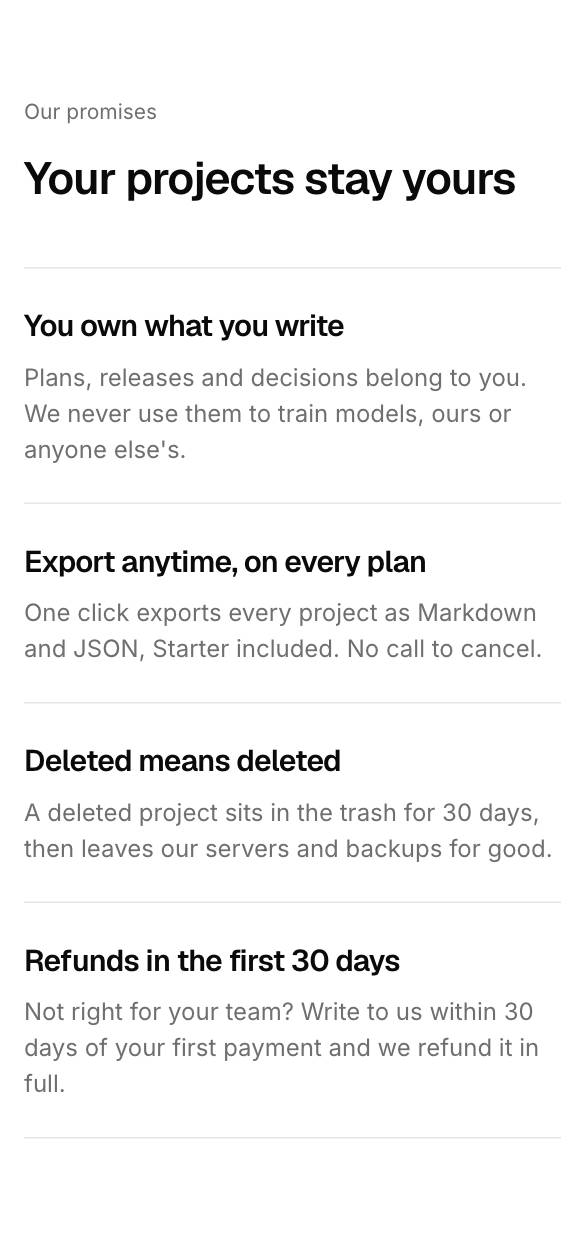 Our promises
Your projects stay yours
You own what you write
Plans, releases and decisions belong to you.
We never use them to train models, ours or
anyone else's.
Export anytime, on every plan
One click exports every project as Markdown
and JSON, Starter included. No call to cancel.
Deleted means deleted
A deleted project sits in the trash for 30 days,
then leaves our servers and backups for good.
Refunds in the first 30 days
Not right for your team? Write to us within 30
days of your first payment and we refund it in
full.